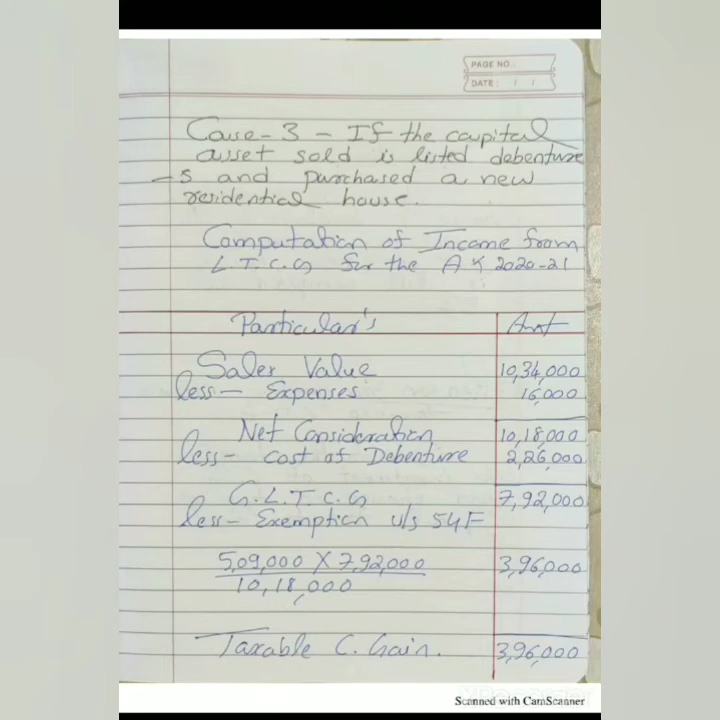 PAGE NO.:
DATE: / /
Case-3 - If the capital
asset sold is listed debenture
-s and purchased a new
residential house.
Computation of Income from
L.T.C.G for the A Y 2020-21
Particular's Amt
Sales Value 10,34,000
less- Expenses 16,000
Net Consideration 10,18,000
less- cost of Debenture 2,26,000
G.L.T.C.G 7,92,000
less- Exemption u/s 54F
5,09,000 X 7,92,000 3,96,000
10,18,000
Taxable C. Gain. 3,96,000
Scanned with CamScanner